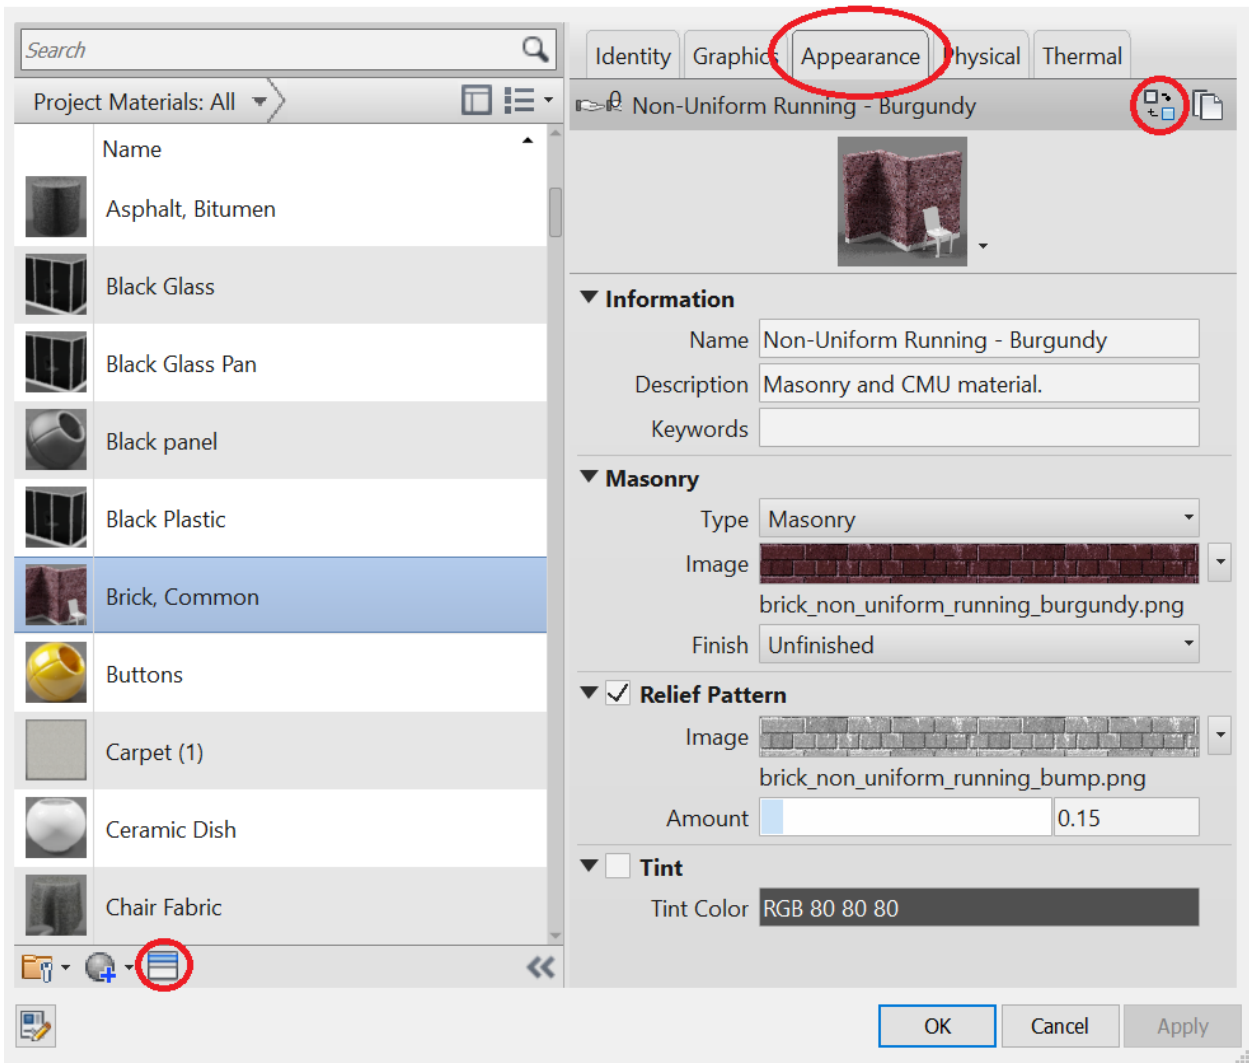 Search
Project Materials: All
Name
Asphalt, Bitumen
Black Glass
Black Glass Pan
Black panel
Black Plastic
Brick, Common
Buttons
Carpet (1)
Ceramic Dish
Chair Fabric
Identity Graphics Appearance Physical Thermal
0 Non-Uniform Running - Burgundy
Information
Name Non-Uniform Running - Burgundy
Description Masonry and CMU material.
Keywords
Masonry
Type Masonry
Image
brick_non_uniform_running_burgundy.png
Finish Unfinished
Relief Pattern
Image
brick_non_uniform_running_bump.png
Amount 0.15
Tint
Tint Color RGB 80 80 80
OK Cancel Apply